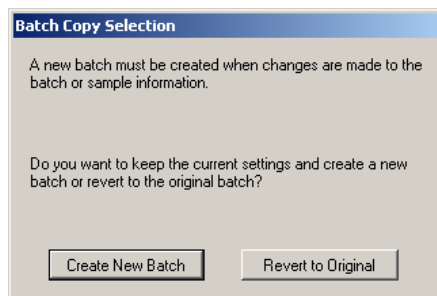 Batch Copy Selection
A new batch must be created when changes are made to the
batch or sample information.
Do you want to keep the current settings and create a new
batch or revert to the original batch?
Create New Batch
Revert to Original